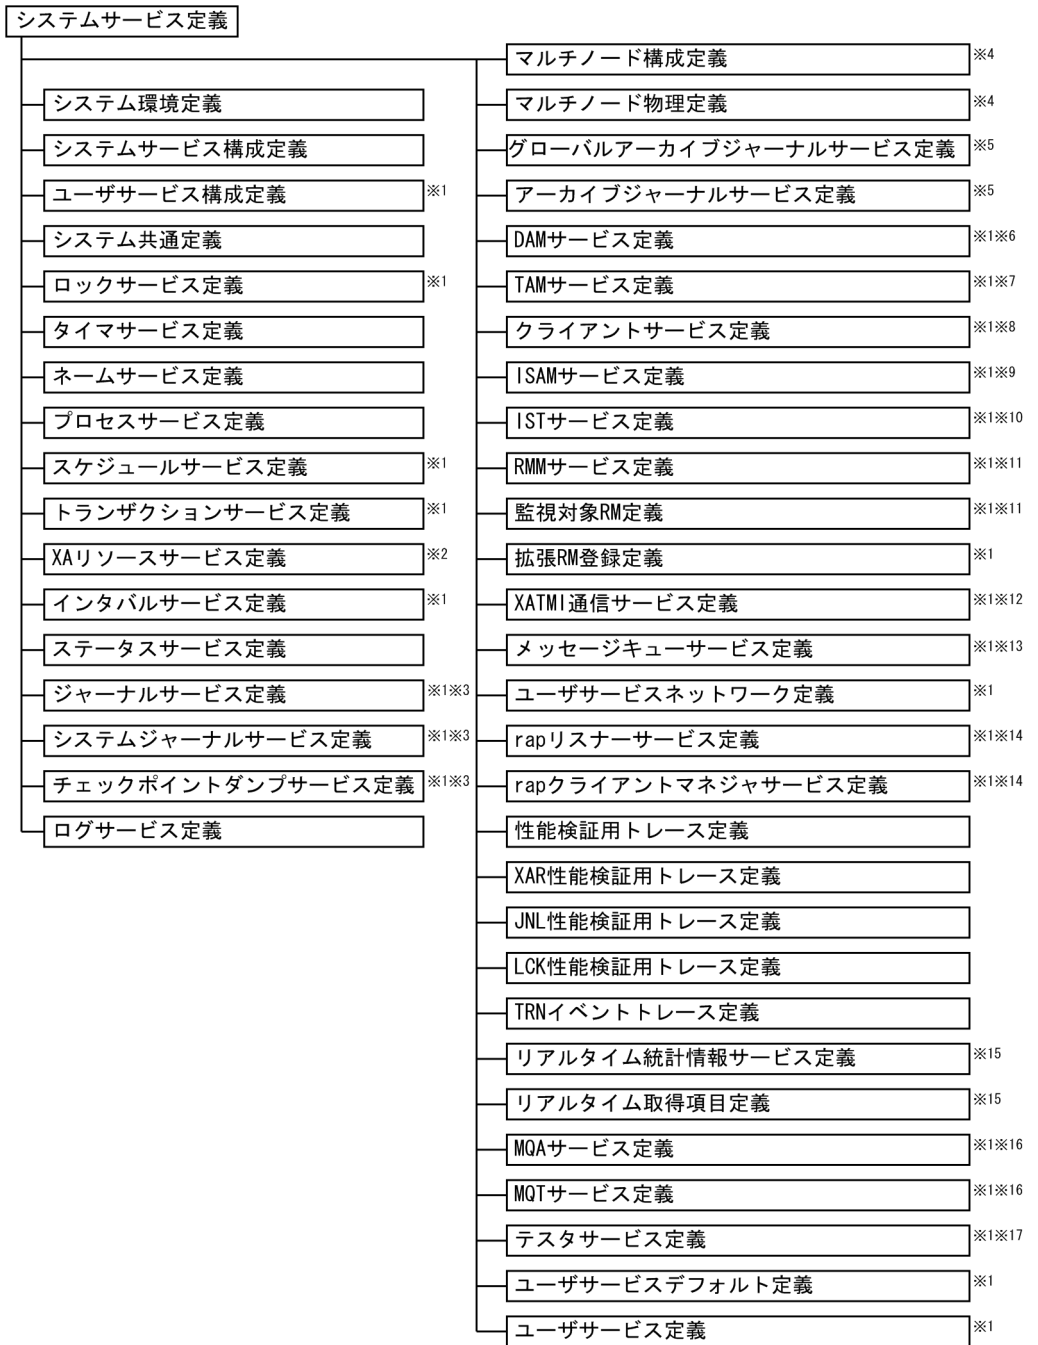 システムサービス定義
システム環境定義
システムサービス構成定義
ユーザサービス構成定義 ※1
システム共通定義
ロックサービス定義 ※1
タイマサービス定義
ネームサービス定義
プロセスサービス定義
スケジュールサービス定義 ※1
トランザクションサービス定義 ※1
XAリソースサービス定義 ※2
インタバルサービス定義 ※1
ステータスサービス定義
ジャーナルサービス定義 ※1※3
システムジャーナルサービス定義 ※1※3
チェックポイントダンプサービス定義 ※1※3
ログサービス定義
マルチノード構成定義 ※4
マルチノード物理定義 ※4
グローバルアーカイブジャーナルサービス定義 ※5
アーカイブジャーナルサービス定義 ※5
DAMサービス定義 ※1※6
TAMサービス定義 ※1※7
クライアントサービス定義 ※1※8
ISAMサービス定義 ※1※9
ISTサービス定義 ※1※10
RMMサービス定義 ※1※11
監視対象RM定義 ※1※11
拡張RM登録定義 ※1
XATMI通信サービス定義 ※1※12
メッセージキューサービス定義 ※1※13
ユーザサービスネットワーク定義 ※1
rapリスナーサービス定義 ※1※14
rapクライアントマネジャサービス定義 ※1※14
性能検証用トレース定義
XAR性能検証用トレース定義
JNL性能検証用トレース定義
LCK性能検証用トレース定義
TRNイベントトレース定義
リアルタイム統計情報サービス定義 ※15
リアルタイム取得項目定義 ※15
MQAサービス定義 ※1※16
MQTサービス定義 ※1※16
テスタサービス定義 ※1※17
ユーザサービスデフォルト定義 ※1
ユーザサービス定義 ※1